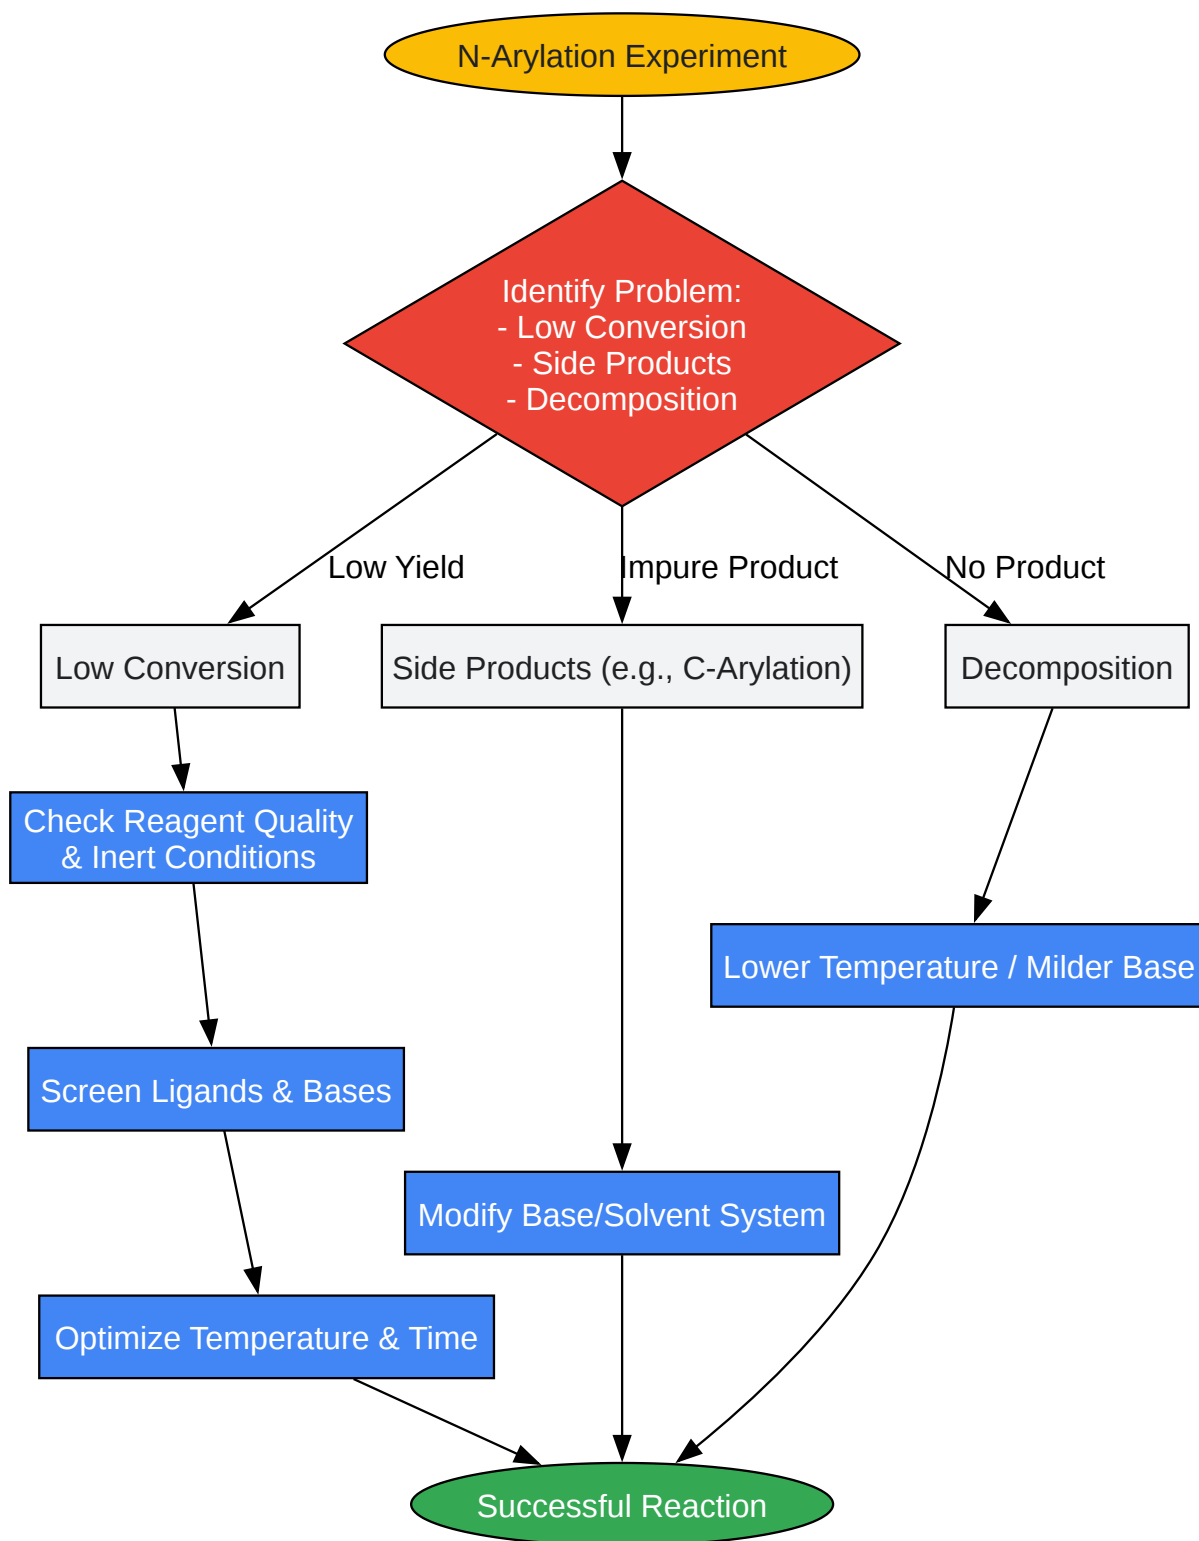 N-Arylation Experiment
Identify Problem:
- Low Conversion
- Side Products
- Decomposition
Low Yield
Impure Product
No Product
Low Conversion
Side Products (e.g., C-Arylation)
Decomposition
Check Reagent Quality
& Inert Conditions
Lower Temperature / Milder Base
Screen Ligands & Bases
Modify Base/Solvent System
Optimize Temperature & Time
Successful Reaction